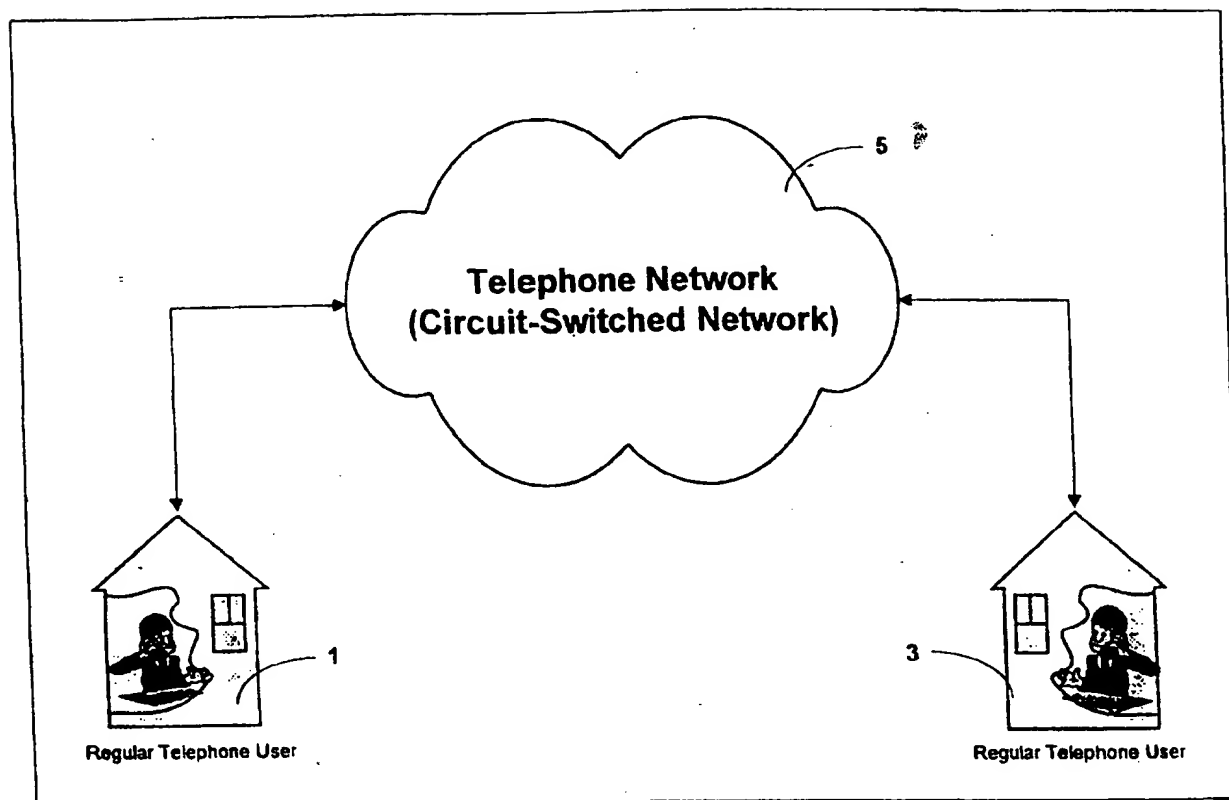 5
Telephone Network
(Circuit-Switched Network)
1
3
Regular Telephone User
Regular Telephone User